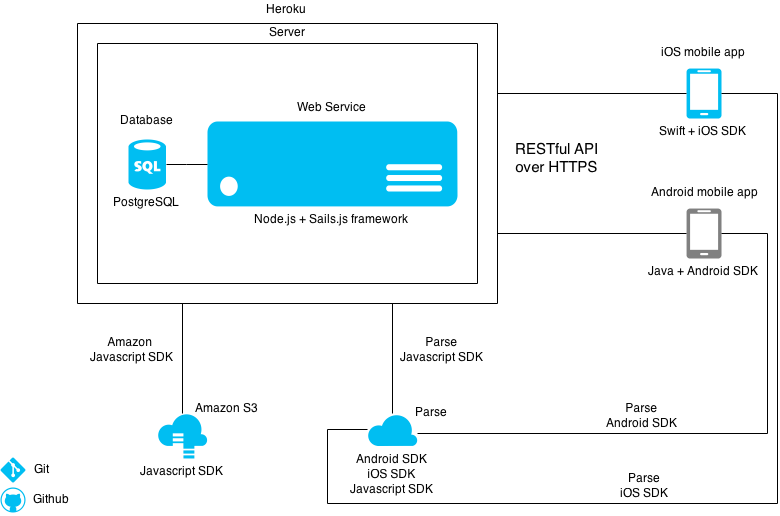 Heroku
Server
iOS mobile app
Web Service
Database
SQL
Swift + iOS SDK
RESTful API
over HTTPS
PostgreSQL
Android mobile app
Node.js + Sails.js framework
Java + Android SDK
Amazon
Javascript SDK
Parse
Javascript SDK
Amazon S3
Parse
Parse
Android SDK
Javascript SDK
Android SDK
iOS SDK
Javascript SDK
Parse
iOS SDK
Git
Github